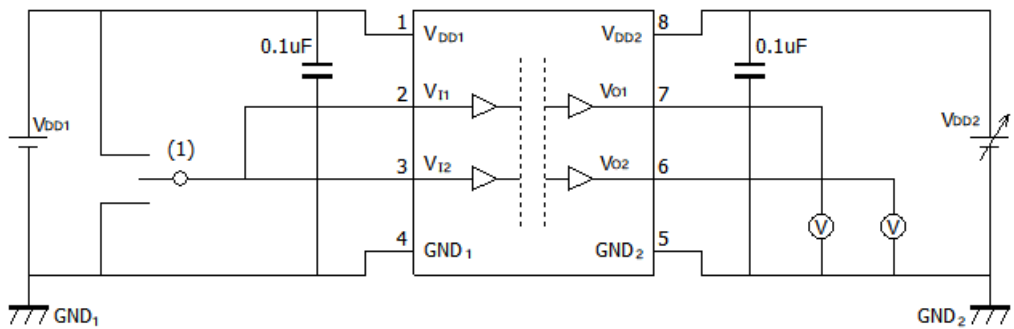 1
8
VDD1
VDD2
0.1uF
0.1uF
2
VI1
VO1
7
VDD1
VDD2
(1)
3
VI2
VO2
6
V
V
4
GND1
GND2
5
GND1
GND2